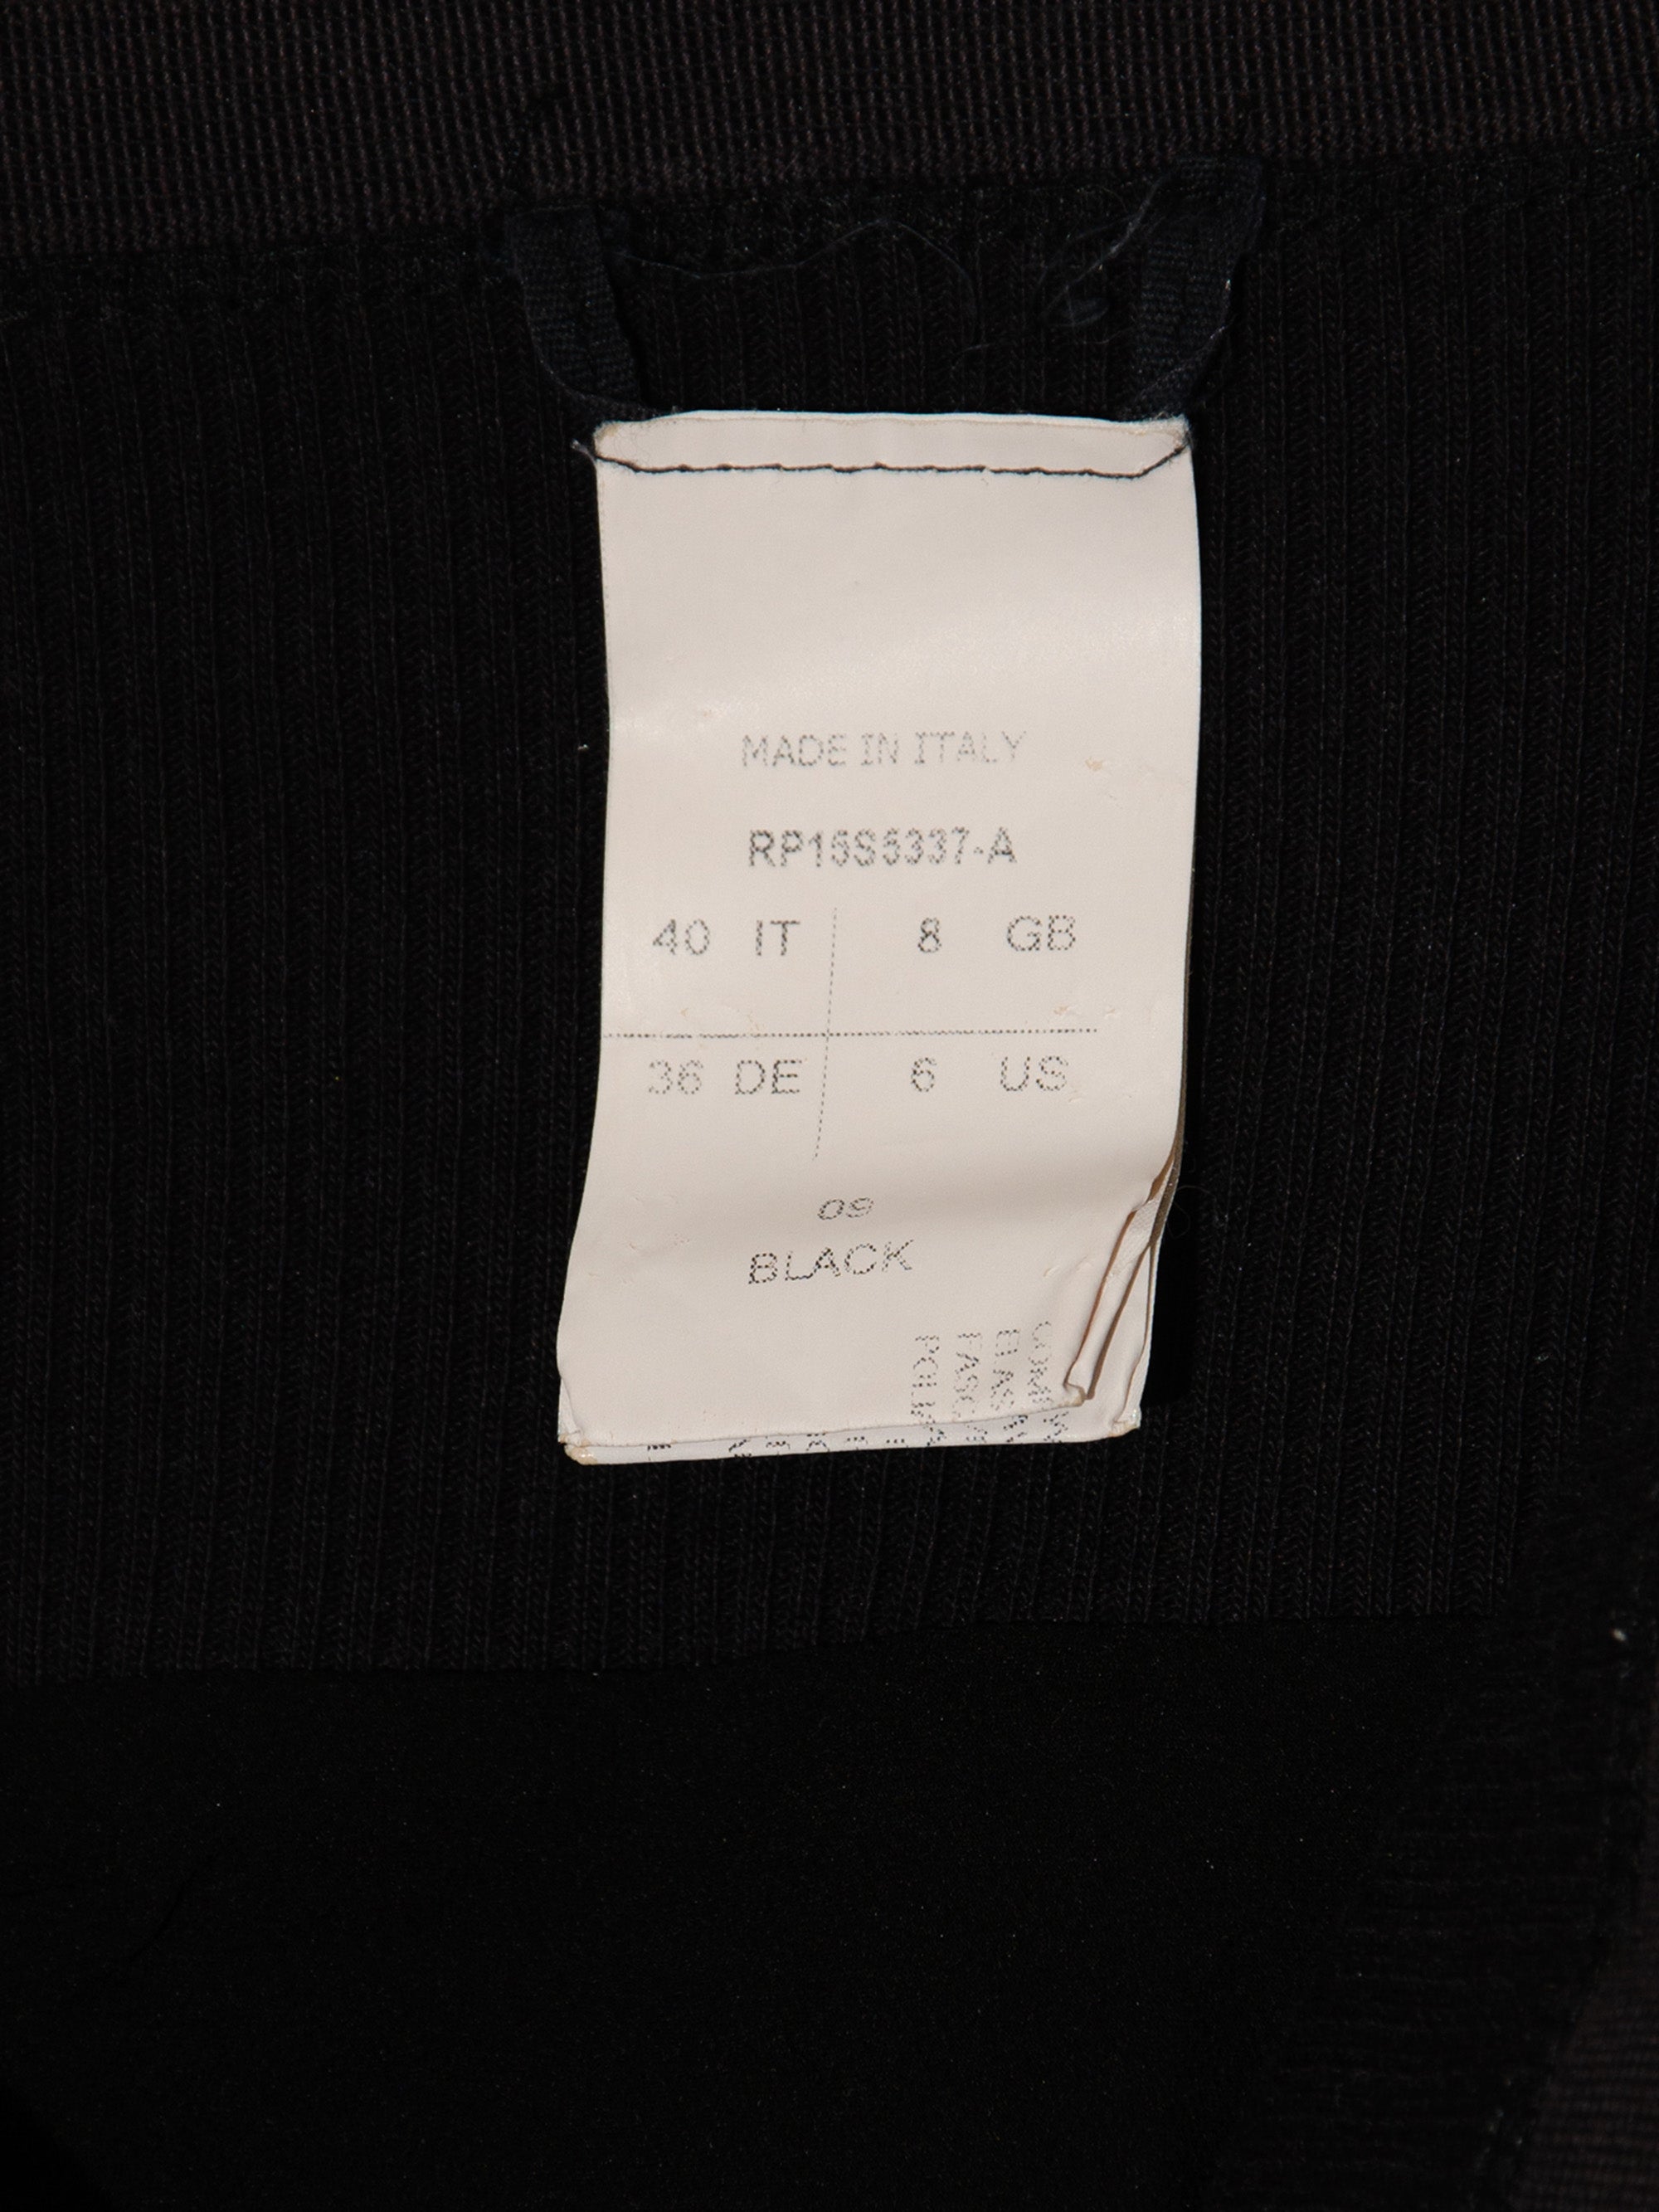 MADE IN ITALY
RP15S5337-A
40 IT 8 GB
36 DE 6 US
09
BLACK